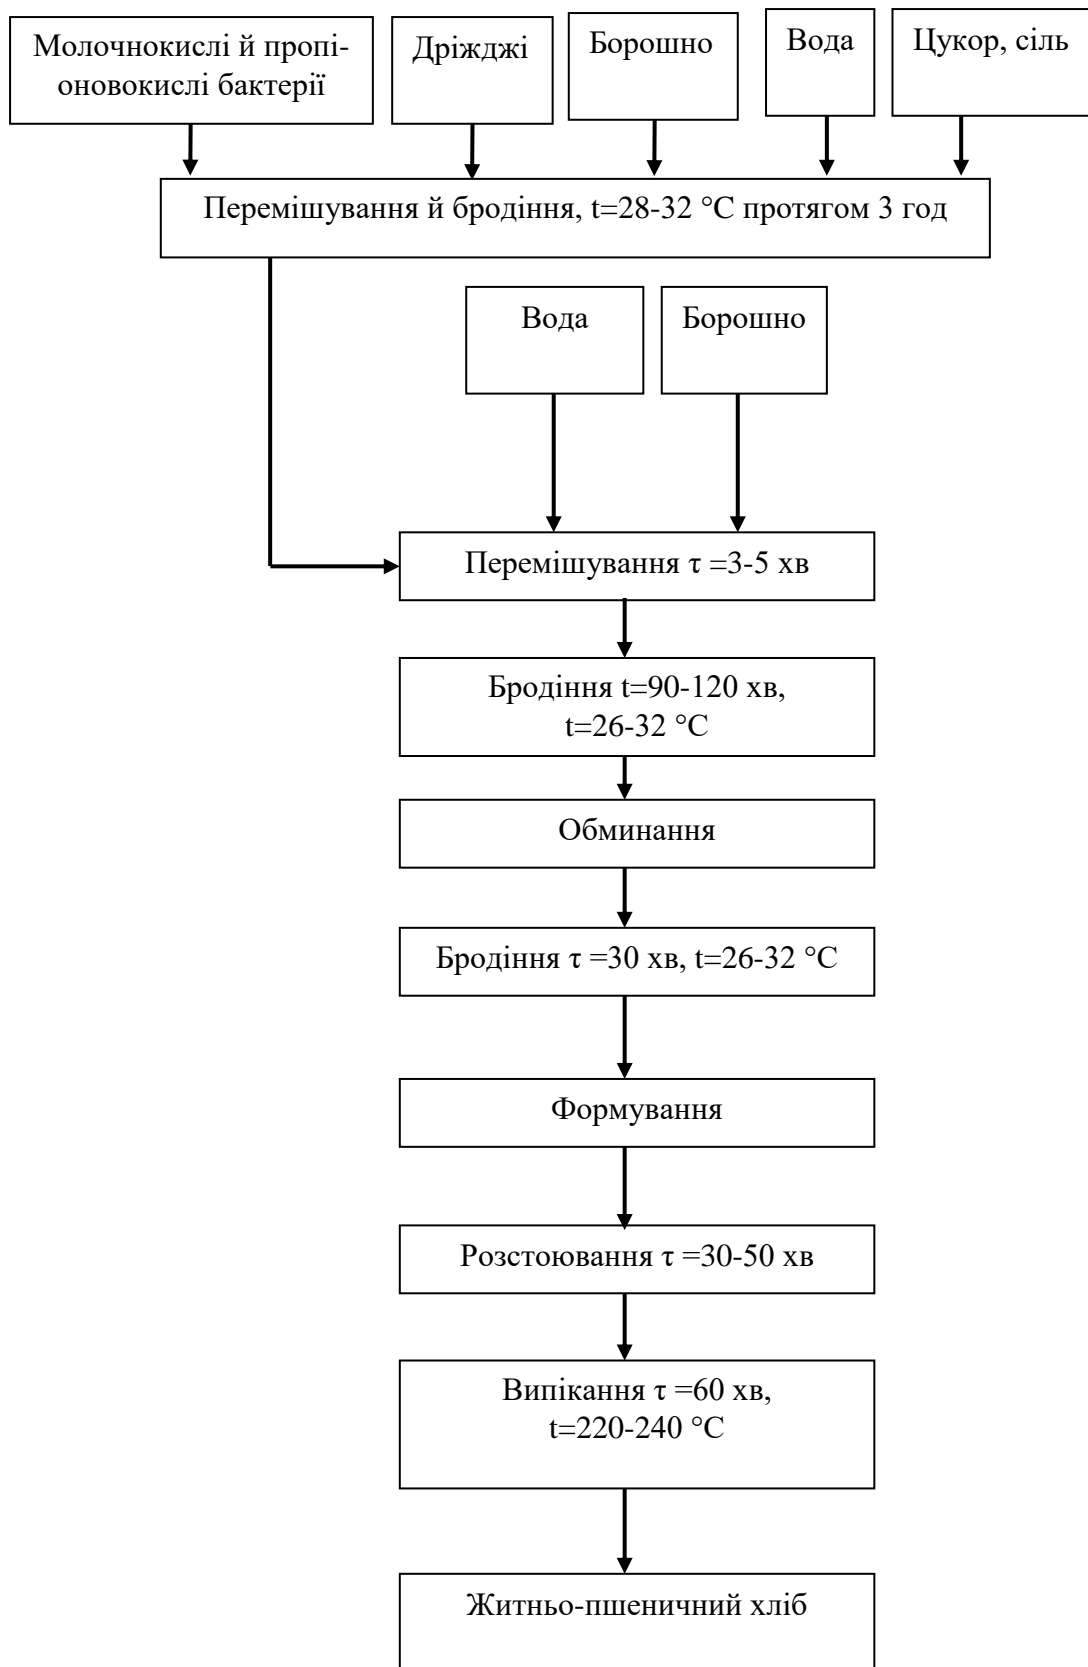 Молочнокислі й пропі-
оновокислі бактерії
Дріжджі
Борошно
Вода
Цукор, сіль
Перемішування й бродіння, t=28-32 °C протягом 3 год
Вода
Борошно
Перемішування τ =3-5 хв
Бродіння t=90-120 хв,
t=26-32 °C
Обминання
Бродіння τ =30 хв, t=26-32 °C
Формування
Розстоювання τ =30-50 хв
Випікання τ =60 хв,
t=220-240 °C
Житньо-пшеничний хліб